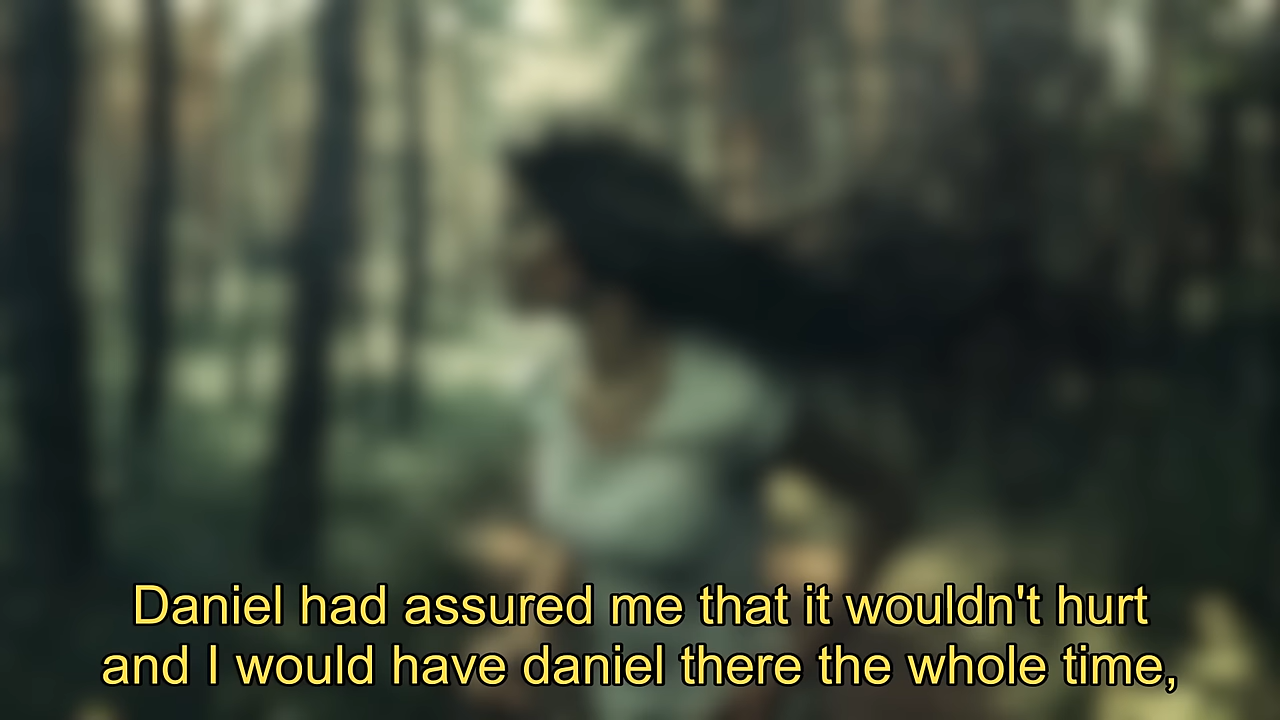 Daniel had assured me that it wouldn't hurt
and I would have daniel there the whole time,